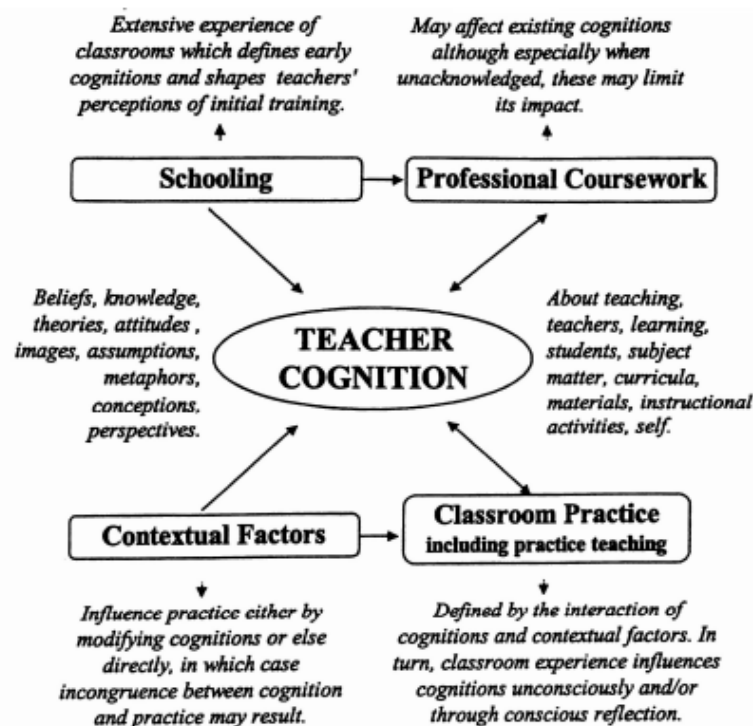 Extensive experience of
classrooms which defines early
cognitions and shapes teachers'
perceptions of initial training.
May affect existing cognitions
although especially when
unacknowledged, these may limit
its impact.
Schooling
Professional Coursework
Beliefs, knowledge,
theories, attitudes ,
images, assumptions,
metaphors,
conceptions,
perspectives.
TEACHER
COGNITION
About teaching,
teachers, learning,
students, subject
matter, curricula,
materials, instructional
activities, self.
Contextual Factors
Classroom Practice
including practice teaching
Influence practice either by
modifying cognitions or else
directly, in which case
incongruence between cognition
and practice may result.
Defined by the interaction of
cognitions and contextual factors. In
turn, classroom experience influences
cognitions unconsciously and/or
through conscious reflection.